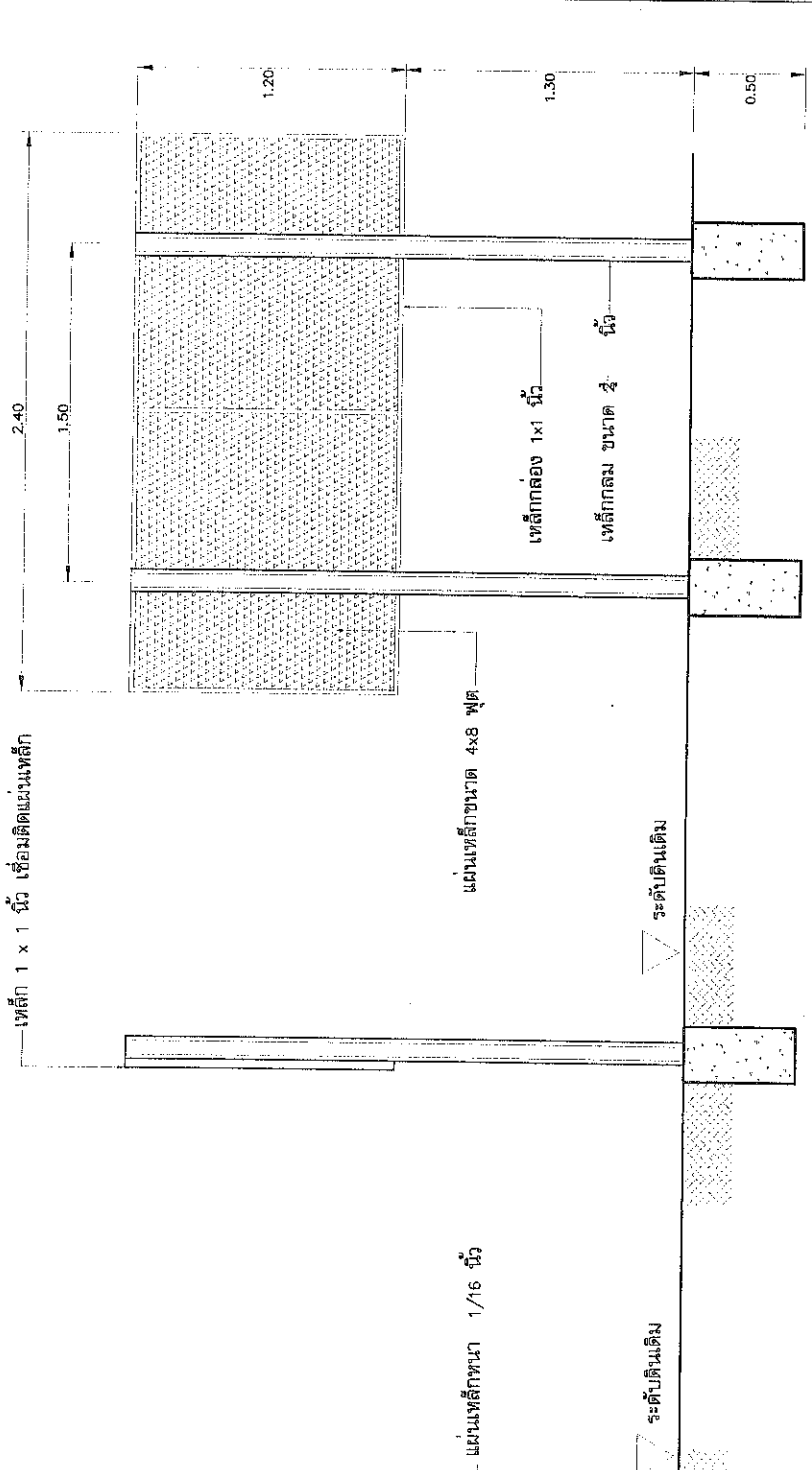 2.40
1.50
1.20
1.30
0.50
เหล็ก 1 x 1 นิ้ว เชื่อมติดแผ่นเหล็ก
เหล็กกล่อง 1x1 นิ้ว
เหล็กกลม ขนาด นิ้ว
แผ่นเหล็กขนาด 4x8 ฟุต
ระดับดินเดิม
แผ่นเหล็กหนา 1/16 นิ้ว
ระดับดินเดิม